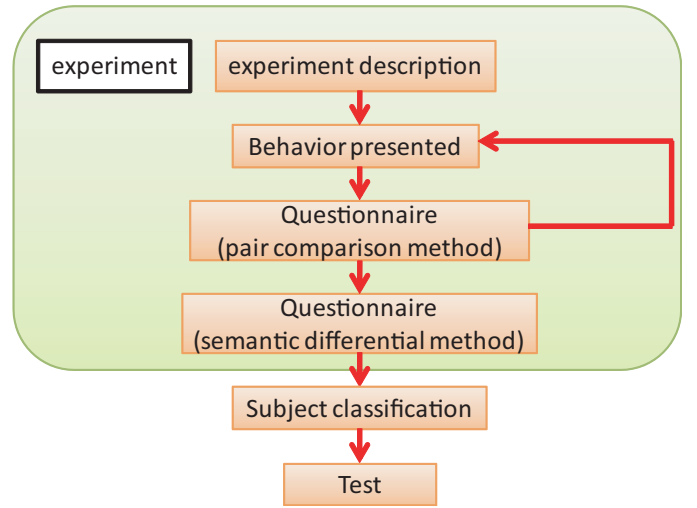 experiment
experiment description
Behavior presented
Questionnaire
(pair comparison method)
Questionnaire
(semantic differential method)
Subject classification
Test